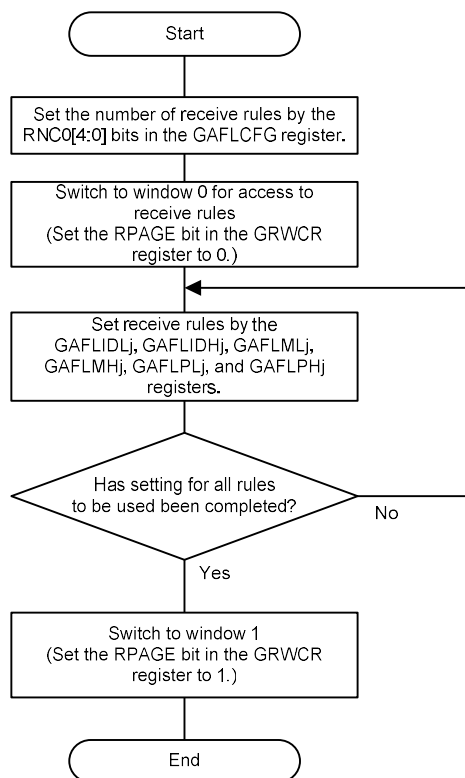 Start
Set the number of receive rules by the
RNC0[4:0] bits in the GAFLCFG register.
Switch to window 0 for access to
receive rules
(Set the RPAGE bit in the GRWCR
register to 0.)
Set receive rules by the
GAFLIDLj, GAFLIDHj, GAFLMLj,
GAFLMHj, GAFLPLj, and GAFLPHj
registers.
Has setting for all rules
to be used been completed?
No
Yes
Switch to window 1
(Set the RPAGE bit in the GRWCR
register to 1.)
End